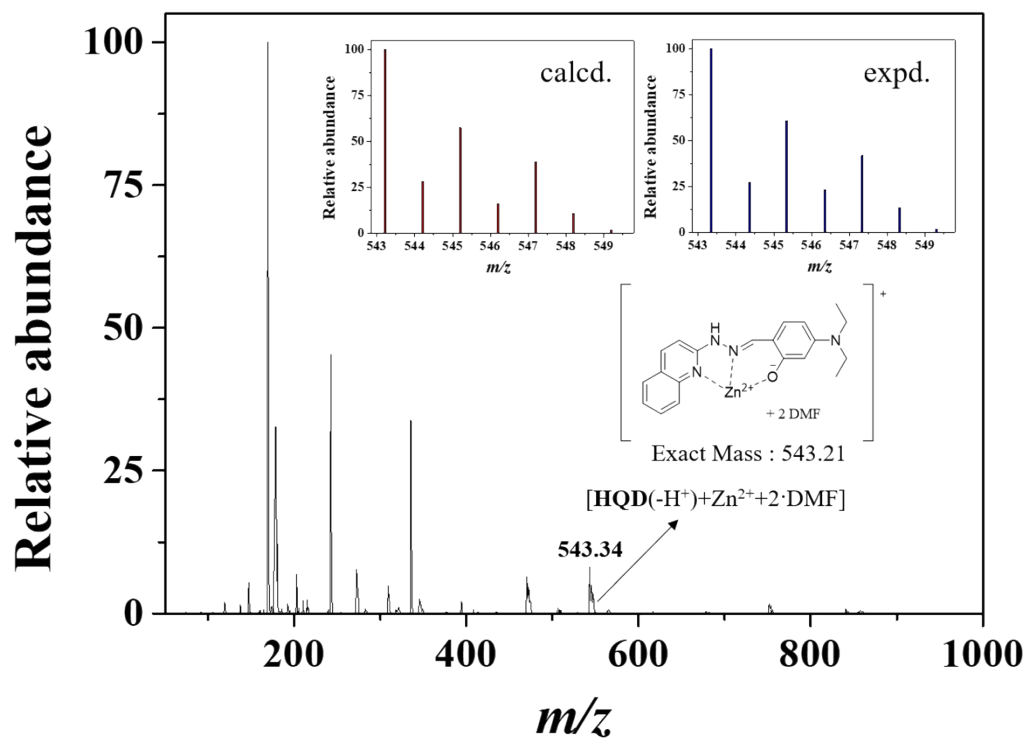 Relative abundance
100
75
50
25
0
200
400
600
800
1000
m/z
calcd.
Relative abundance
100
75
50
25
0
543 544 545 546 547 548 549
m/z
expd.
Relative abundance
100
75
50
25
0
543 544 545 546 547 548 549
m/z
H
N
N
N
O
-
Zn2+
N
+ 2 DMF
+
Exact Mass : 543.21
[HQD(-H+)+Zn2++2·DMF]
543.34